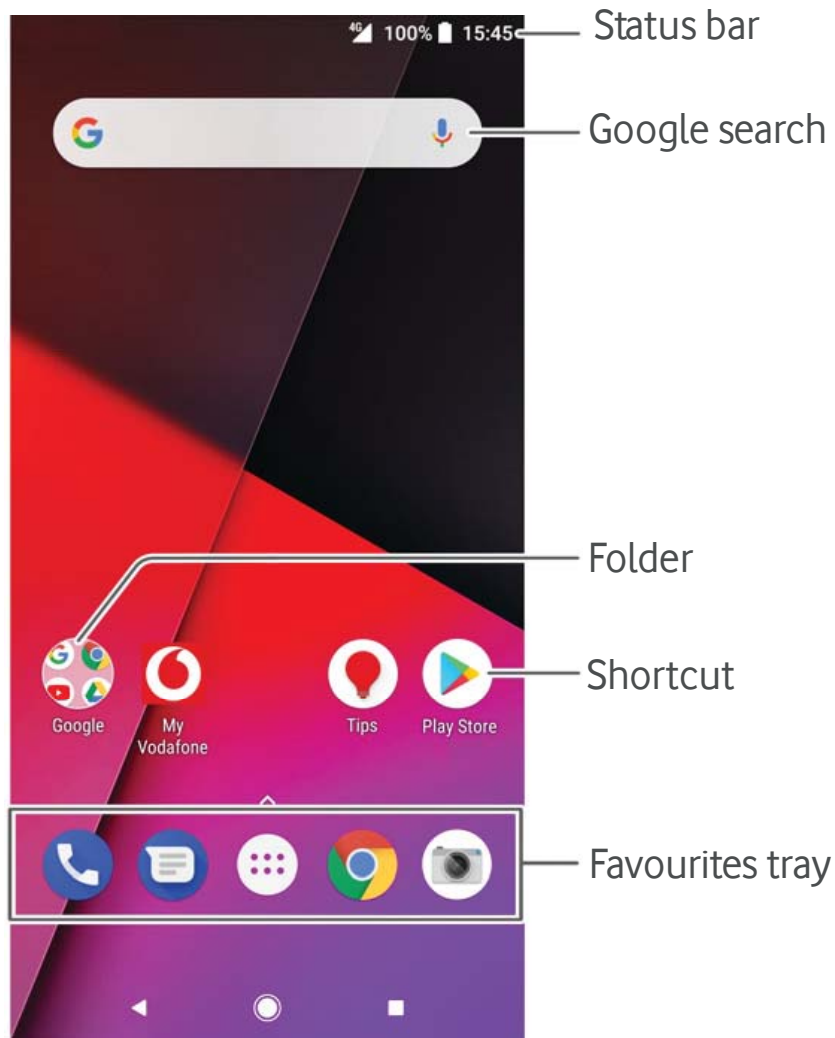 4G 100% 15:45
Status bar
G
Google search
Folder
Shortcut
Google
My
Vodafone
Tips
Play Store
Favourites tray